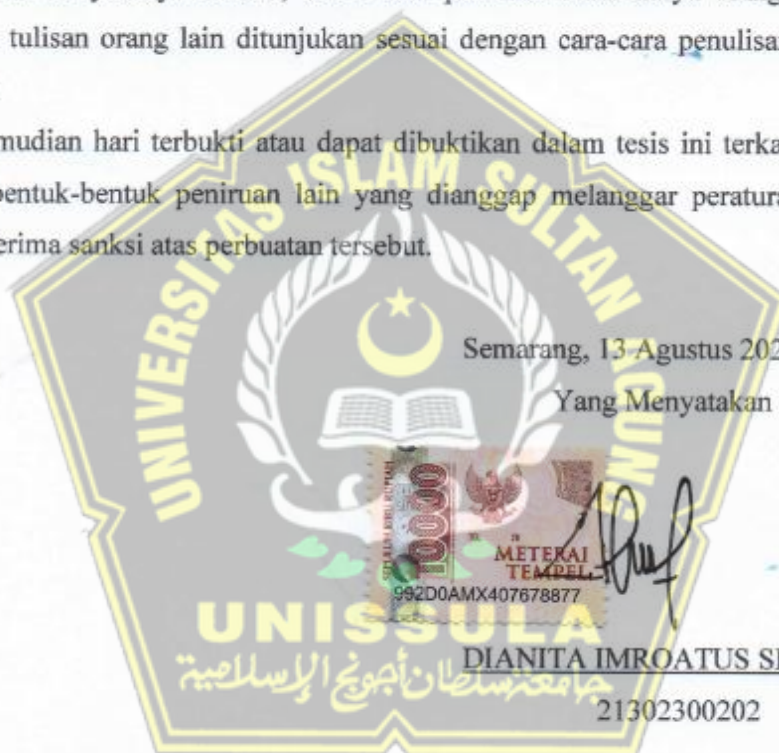 tulisan orang lain ditunjukan sesuai dengan cara-cara penulisan
mudian hari terbukti atau dapat dibuktikan dalam tesis ini terka
bentuk-bentuk peniruan lain yang dianggap melanggar peratura
erima sanksi atas perbuatan tersebut.
UNIVERSITAS ISLAM SULTAN AGUNG
Semarang, 13 Agustus 202
Yang Menyatakan
10000
METERAI
TEMPEL
992D0AMX407678877
UNISSULA
جامعة سلطان أجونج الإسلامية
DIANITA IMROATUS S
21302300202